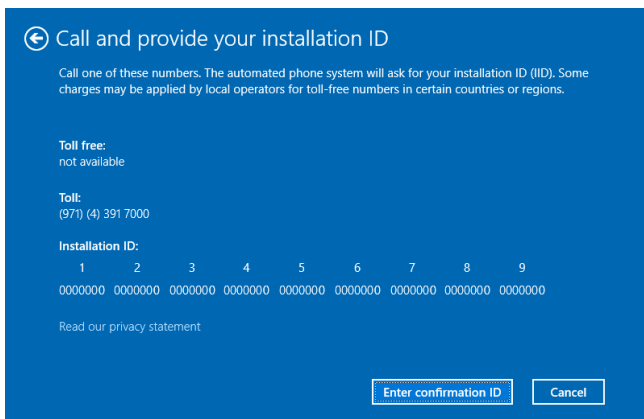 Call and provide your installation ID
Call one of these numbers. The automated phone system will ask for your installation ID (IID). Some
charges may be applied by local operators for toll-free numbers in certain countries or regions.
Toll free:
not available
Toll:
(971) (4) 391 7000
Installation ID:
1 2 3 4 5 6 7 8 9
0000000 0000000 0000000 0000000 0000000 0000000 0000000 0000000 0000000
Read our privacy statement
Enter confirmation ID Cancel